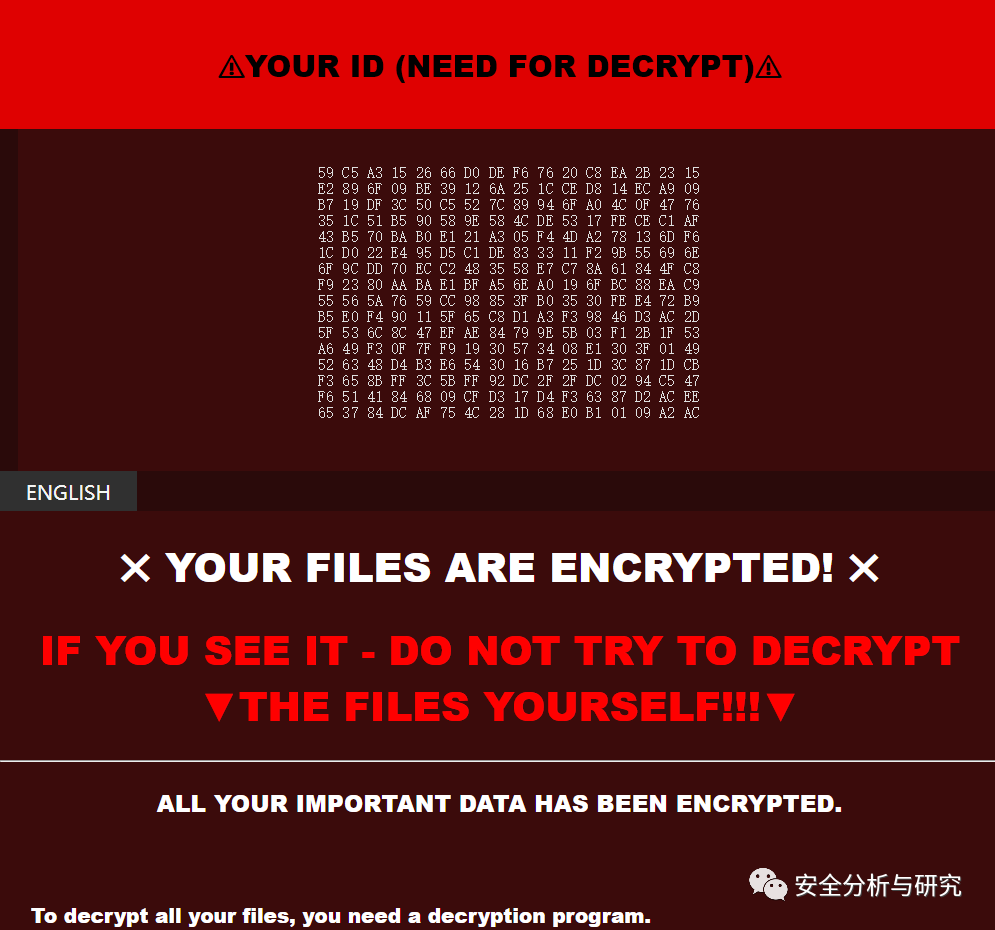 ⚠YOUR ID (NEED FOR DECRYPT)⚠
59 C5 A3 15 26 66 D0 DE F6 76 20 C8 EA 2B 23 15
E2 89 6F 09 BE 39 12 6A 25 1C CE D8 14 EC A9 09
B7 19 DF 3C 50 C5 52 7C 89 94 6F A0 4C 0F 47 76
35 1C 51 B5 90 58 9E 58 4C DE 53 17 FE CE C1 AF
43 B5 70 BA B0 E1 21 A3 05 F4 4D A2 78 13 6D F6
1C D0 22 E4 95 D5 C1 DE 83 33 11 F2 9B 55 69 6E
6F 9C DD 70 EC C2 48 35 58 E7 C7 8A 61 84 4F C8
F9 23 80 AA BA E1 BF A5 6E A0 19 6F BC 88 EA C9
55 56 5A 76 59 CC 98 85 3F B0 35 30 FE E4 72 B9
B5 E0 F4 90 11 5F 65 C8 D1 A3 F3 98 46 D3 AC 2D
5F 53 6C 8C 47 EF AE 84 79 9E 5B 03 F1 2B 1F 53
A6 49 F3 0F 7F F9 19 30 57 34 08 E1 30 3F 01 49
52 63 48 D4 B3 E6 54 30 16 B7 25 1D 3C 87 1D CB
F3 65 8B FF 3C 5B FF 92 DC 2F 2F DC 02 94 C5 47
F6 51 41 84 68 09 CF D3 17 D4 F3 63 87 D2 AC EE
65 37 84 DC AF 75 4C 28 1D 68 E0 B1 01 09 A2 AC
ENGLISH
✕ YOUR FILES ARE ENCRYPTED! ✕
IF YOU SEE IT - DO NOT TRY TO DECRYPT
▼THE FILES YOURSELF!!!▼
ALL YOUR IMPORTANT DATA HAS BEEN ENCRYPTED.
安全分析与研究
To decrypt all your files, you need a decryption program.